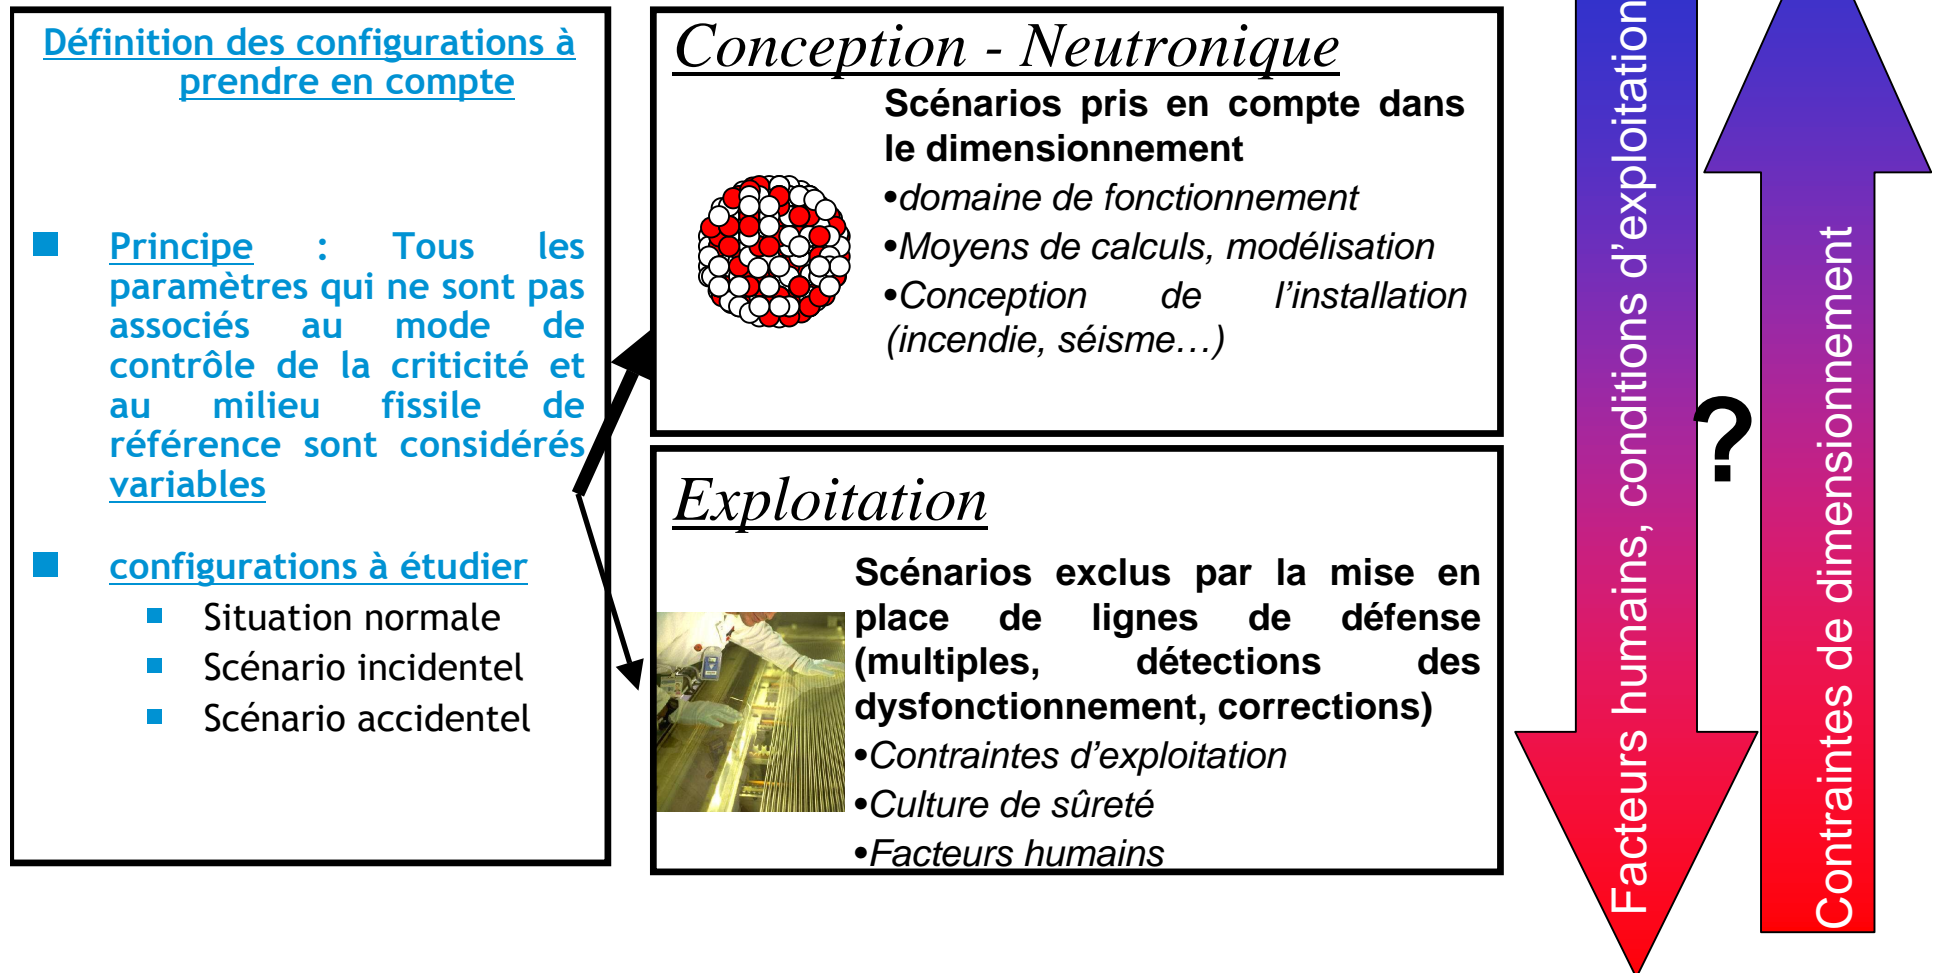 Définition des configurations à
prendre en compte
Principe : Tous les
paramètres qui ne sont pas
associés au mode de
contrôle de la criticité et
au milieu fissile de
référence sont considérés
variables
configurations à étudier
Situation normale
Scénario incidentel
Scénario accidentel
Conception - Neutronique
Scénarios pris en compte dans
le dimensionnement
•domaine de fonctionnement
•Moyens de calculs, modélisation
•Conception de l’installation
(incendie, séisme…)
Exploitation
Scénarios exclus par la mise en
place de lignes de défense
(multiples, détections des
dysfonctionnement, corrections)
•Contraintes d’exploitation
•Culture de sûreté
•Facteurs humains
Facteurs humains, conditions d’exploitation
?
Contraintes de dimensionnement